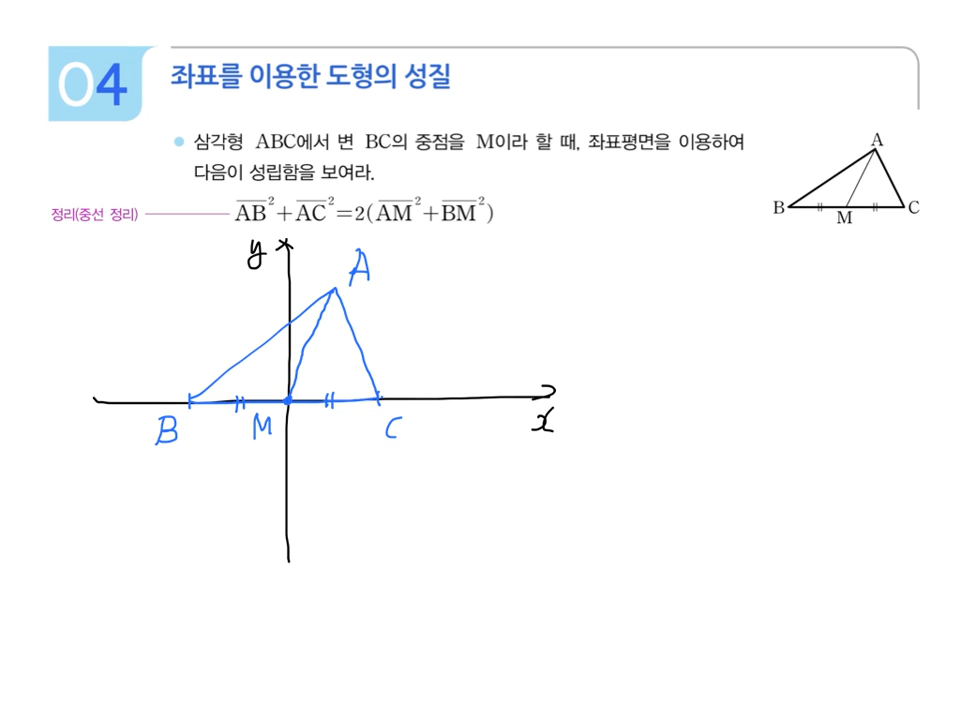 04
좌표를 이용한 도형의 성질
삼각형 ABC에서 변 BC의 중점을 M이라 할 때, 좌표평면을 이용하여
다음이 성립함을 보여라.
정리(중선 정리)
AB²+AC²=2(AM²+BM²)
A
B
M
C
y
A
B
M
C
x